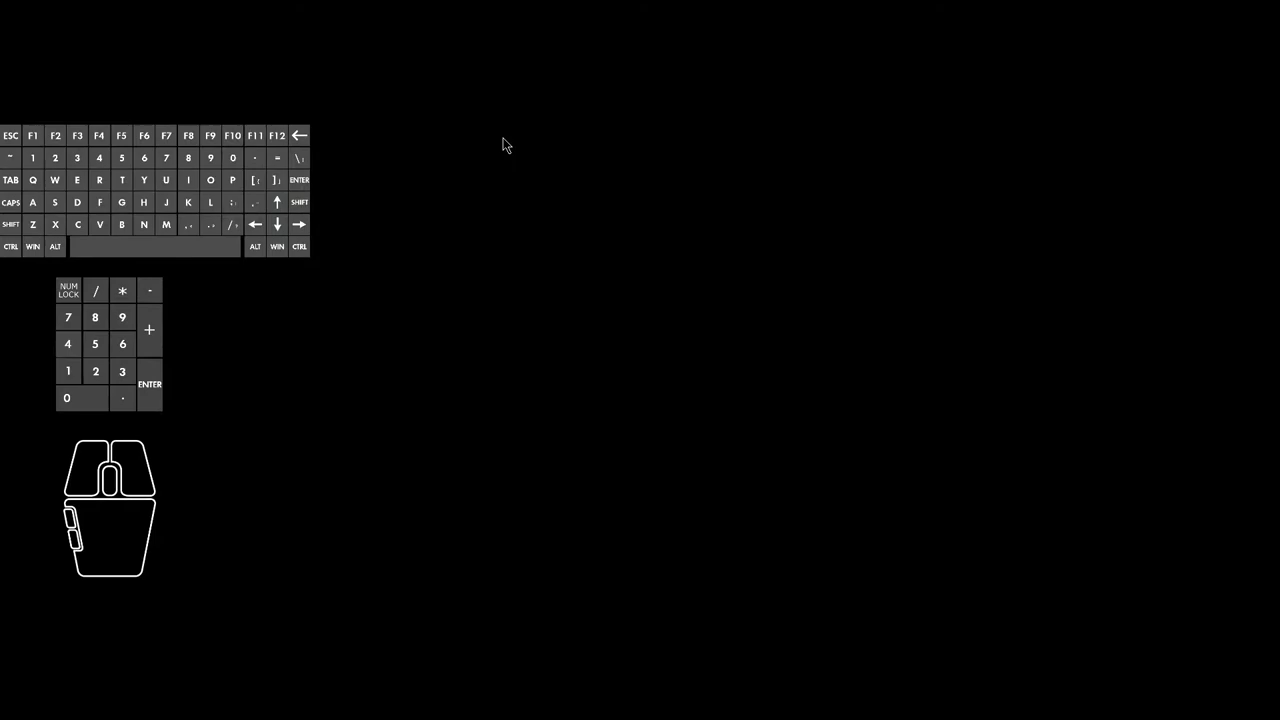 ESC F1 F2 F3 F4 F5 F6 F7 F8 F9 F10 F11 F12 ←
~ 1 2 3 4 5 6 7 8 9 0 - = \
TAB Q W E R T Y U I O P [ ] ENTER
CAPS A S D F G H J K L ; ↑ SHIFT
SHIFT Z X C V B N M , . / ← ↓ →
CTRL WIN ALT ALT WIN CTRL
NUM LOCK / * -
7 8 9 +
4 5 6
1 2 3 ENTER
0 .